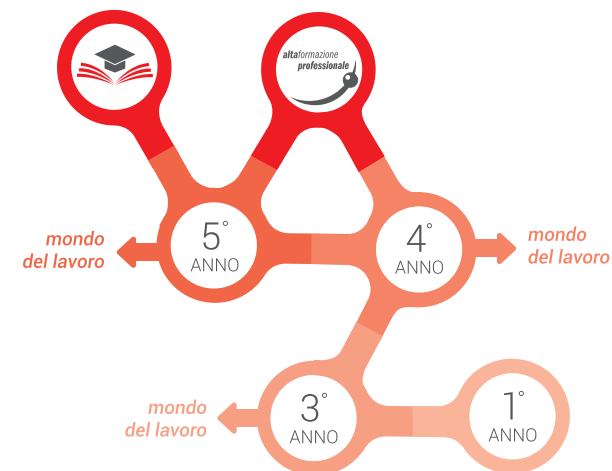 altaformazione
professionale
5°
ANNO
4°
ANNO
mondo
del lavoro
mondo
del lavoro
3°
ANNO
1°
ANNO
mondo
del lavoro